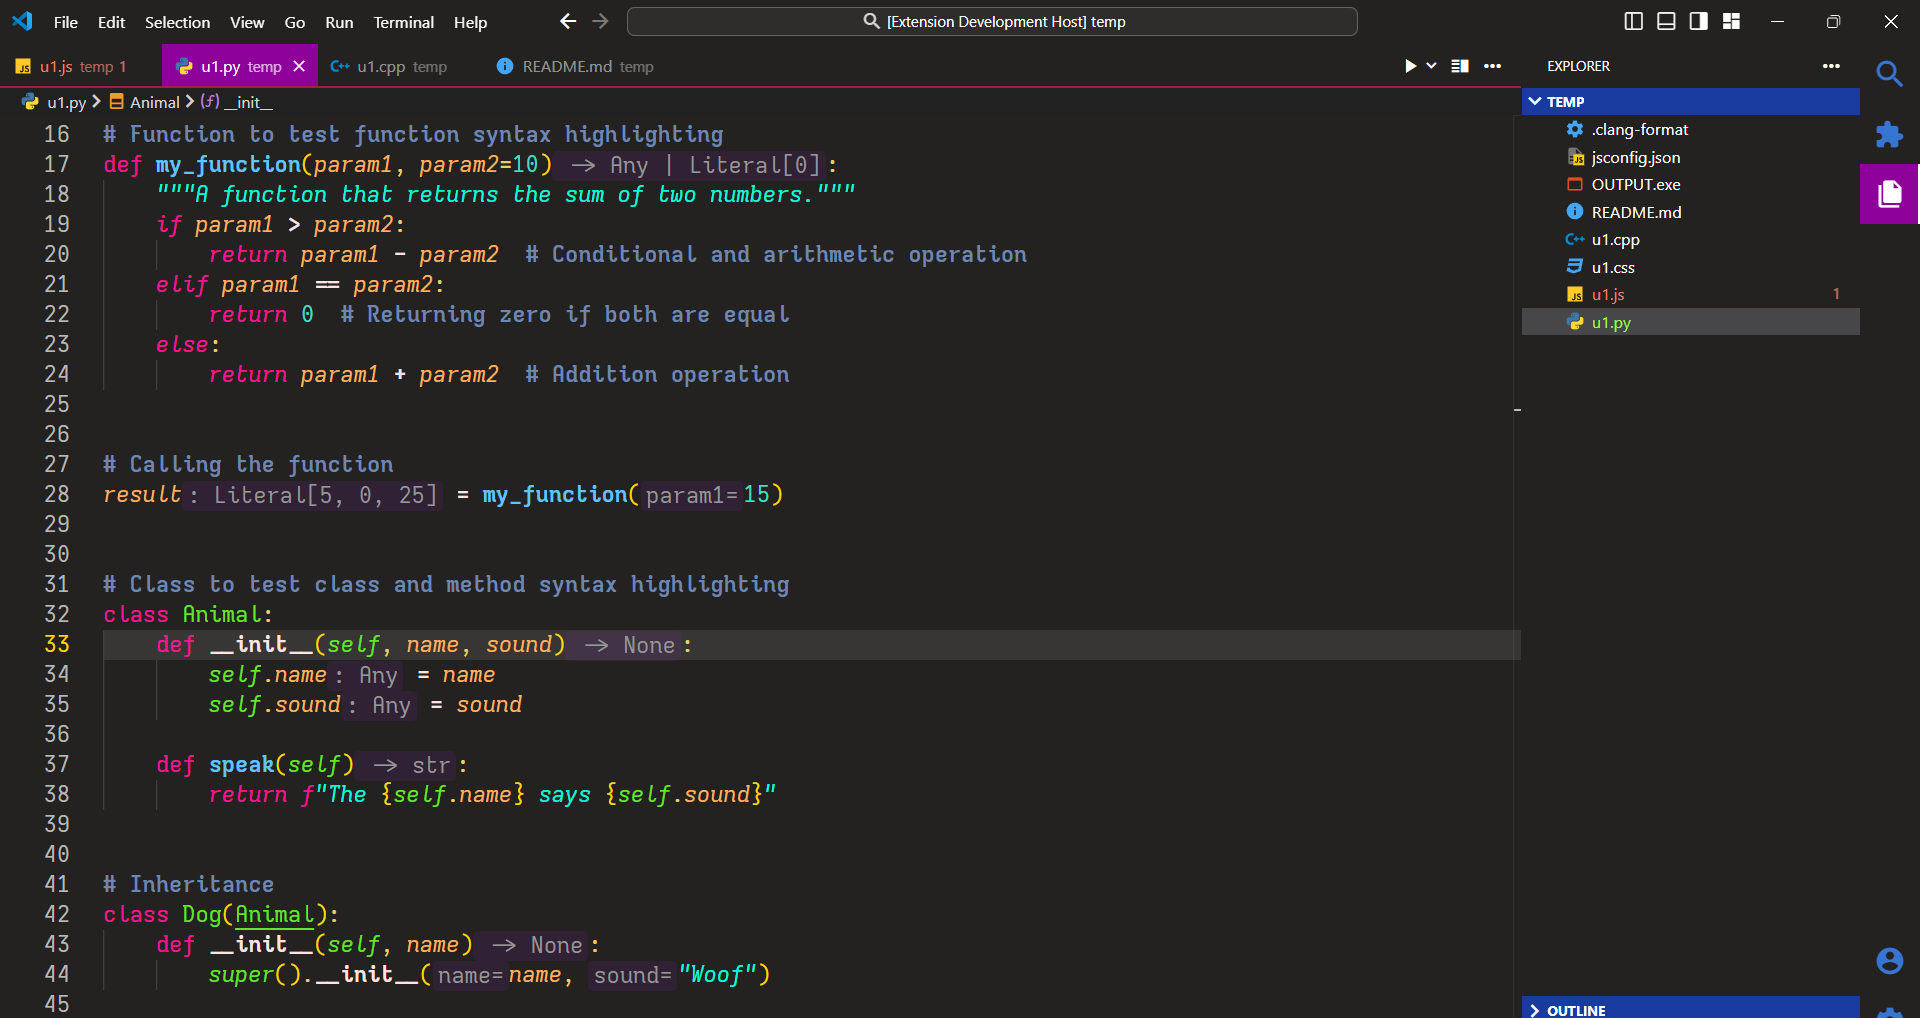 File Edit Selection View Go Run Terminal Help [Extension Development Host] temp
u1.js temp 1 u1.py temp u1.cpp temp README.md temp
u1.py > Animal > __init__
16 # Function to test function syntax highlighting
17 def my_function(param1, param2=10) -> Any | Literal[0]:
18 """A function that returns the sum of two numbers."""
19 if param1 > param2:
20 return param1 - param2 # Conditional and arithmetic operation
21 elif param1 == param2:
22 return 0 # Returning zero if both are equal
23 else:
24 return param1 + param2 # Addition operation
25
26
27 # Calling the function
28 result: Literal[5, 0, 25] = my_function(param1=15)
29
30
31 # Class to test class and method syntax highlighting
32 class Animal:
33 def __init__(self, name, sound) -> None:
34 self.name: Any = name
35 self.sound: Any = sound
36
37 def speak(self) -> str:
38 return f"The {self.name} says {self.sound}"
39
40
41 # Inheritance
42 class Dog(Animal):
43 def __init__(self, name) -> None:
44 super().__init__(name=name, sound="Woof")
45
EXPLORER
TEMP
.clang-format
jsconfig.json
OUTPUT.exe
README.md
u1.cpp
u1.css
u1.js 1
u1.py
OUTLINE